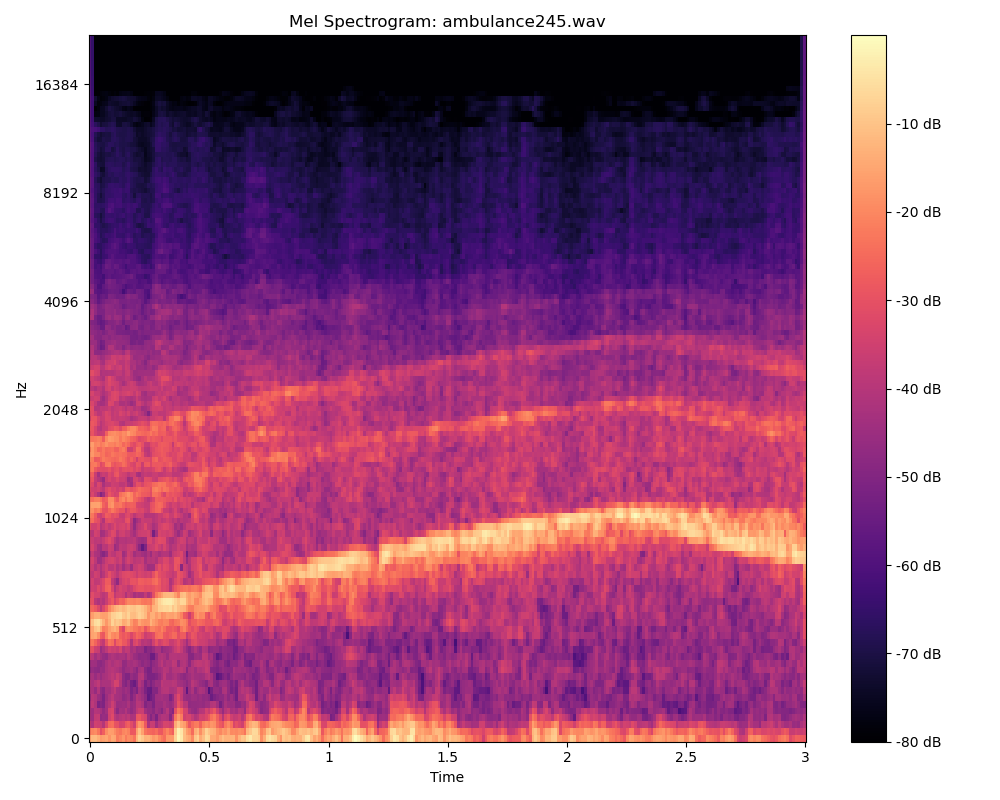 Mel Spectrogram: ambulance245.wav
16384
8192
4096
2048
1024
512
0
Hz
0
0.5
1
1.5
2
2.5
3
Time
-10 dB
-20 dB
-30 dB
-40 dB
-50 dB
-60 dB
-70 dB
-80 dB